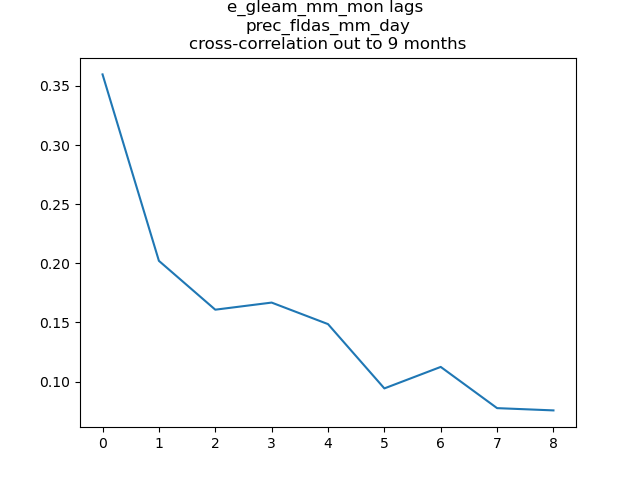 e_gleam_mm_mon lags
prec_fldas_mm_day
cross-correlation out to 9 months
0.35
0.30
0.25
0.20
0.15
0.10
0 1 2 3 4 5 6 7 8